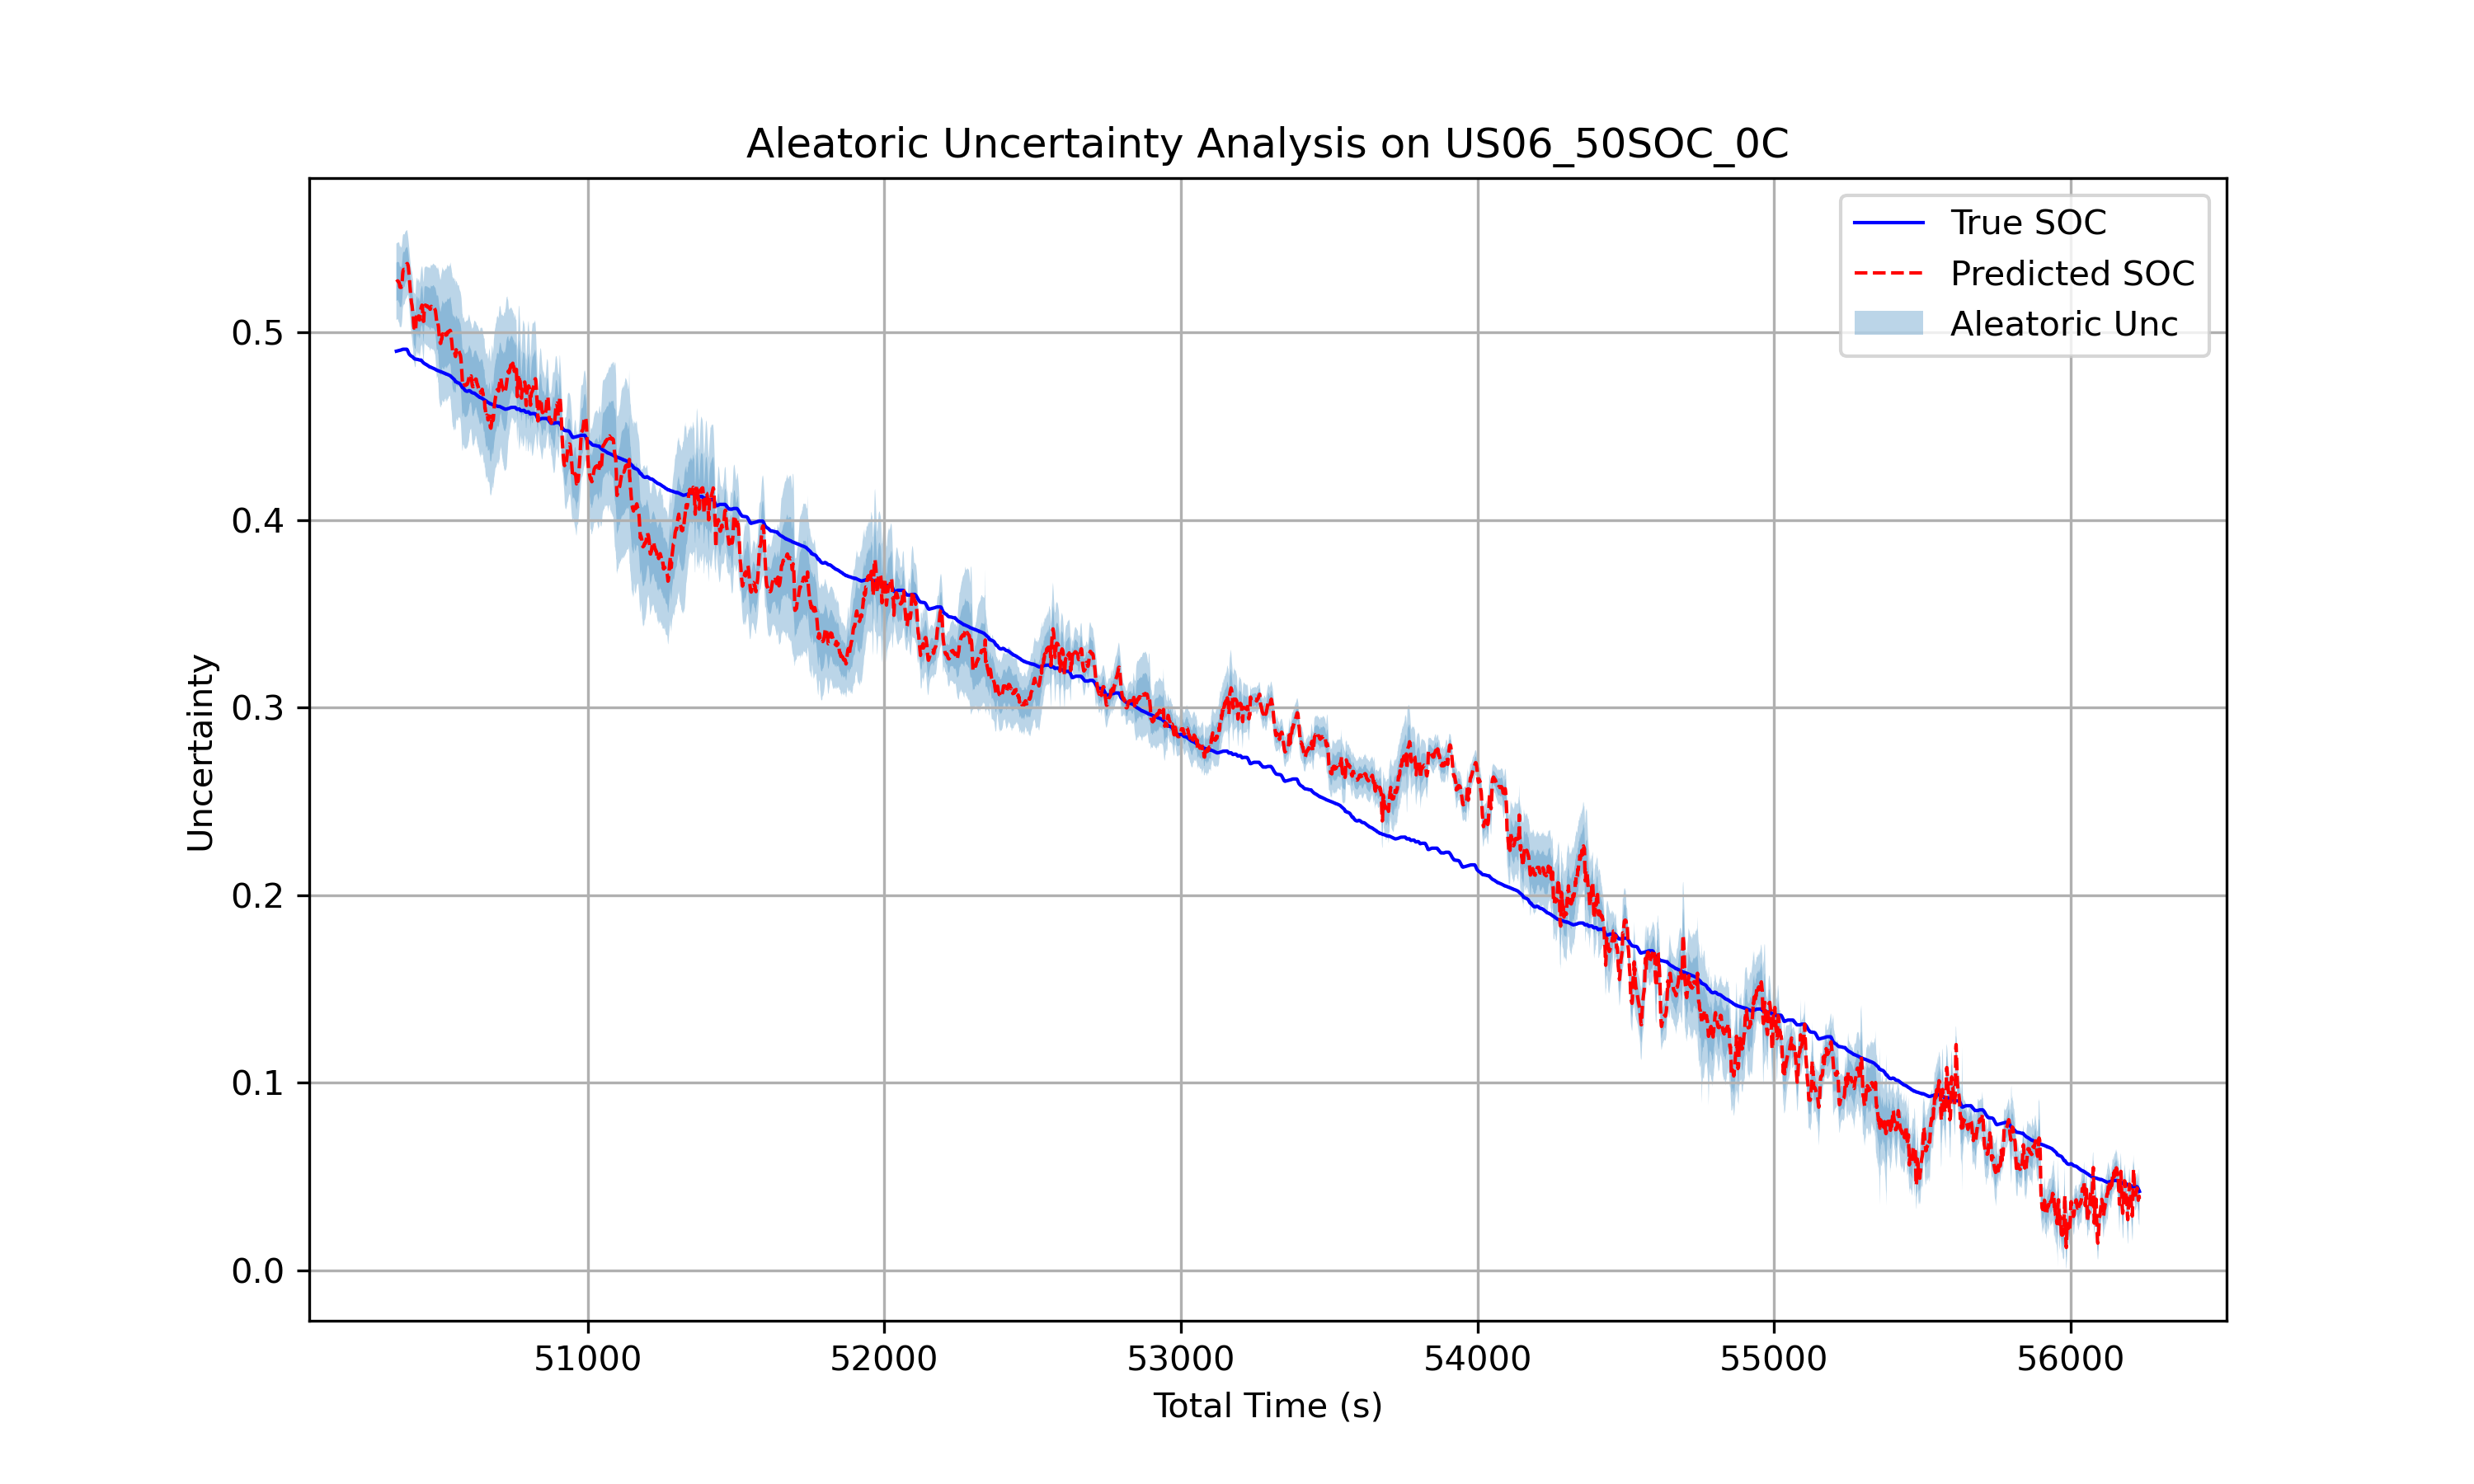 Aleatoric Uncertainty Analysis on US06_50SOC_0C
True SOC
Predicted SOC
Aleatoric Unc
Uncertainty
0.5
0.4
0.3
0.2
0.1
0.0
51000 52000 53000 54000 55000 56000
Total Time (s)